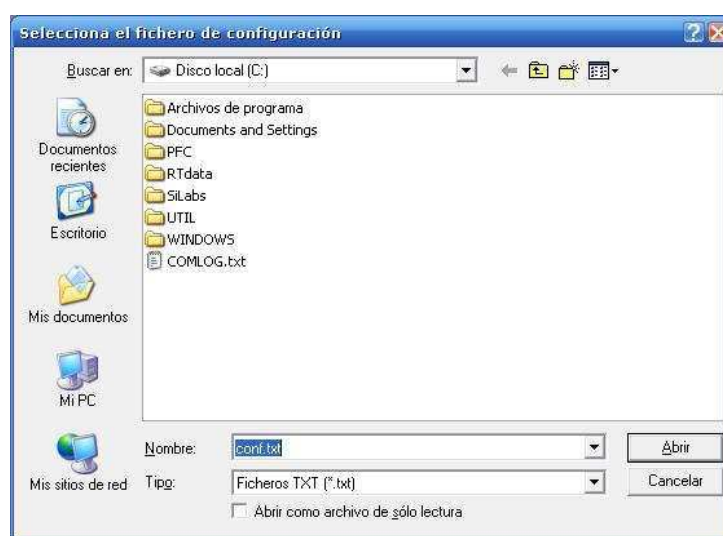 Selecciona el fichero de configuración
Buscar en: Disco local (C:)
Archivos de programa
Documents and Settings
PFC
RTdata
SiLabs
UTIL
WINDOWS
COMLOG.txt
Documentos
recientes
Escritorio
Mis documentos
Mi PC
Mis sitios de red
Nombre: conf.txt Abrir
Tipo: Ficheros TXT (*.txt) Cancelar
Abrir como archivo de sólo lectura